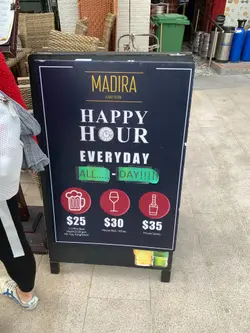 MADIRA
HAPPY
HOUR
EVERYDAY
ALL.... - DAY!!!!!
$25 $30 $35